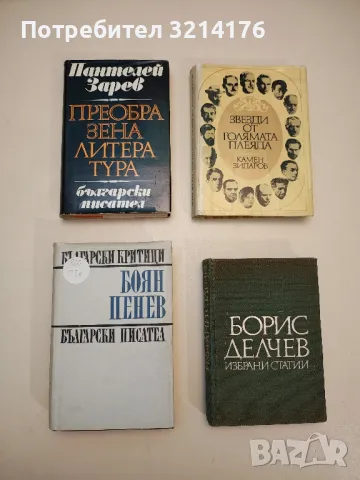 Потребител 3214176
Пантелей
Зарев
ПРЕОБРА
ЗЕНА
ЛИТЕРА
ТУРА
български
писател
ЗВЕЗДИ
ОТ
ГОЛЯМАТА
ПЛЕЯДА
КАМЕН
ЗИДАРОВ
БЪЛГАРСКИ КРИТИЦИ
БОЯН
ПЕНЕВ
БЪЛГАРСКИ ПИСАТЕЛ
БОРИС
ДЕЛЧЕВ
ИЗБРАНИ СТАТИИ
bazar